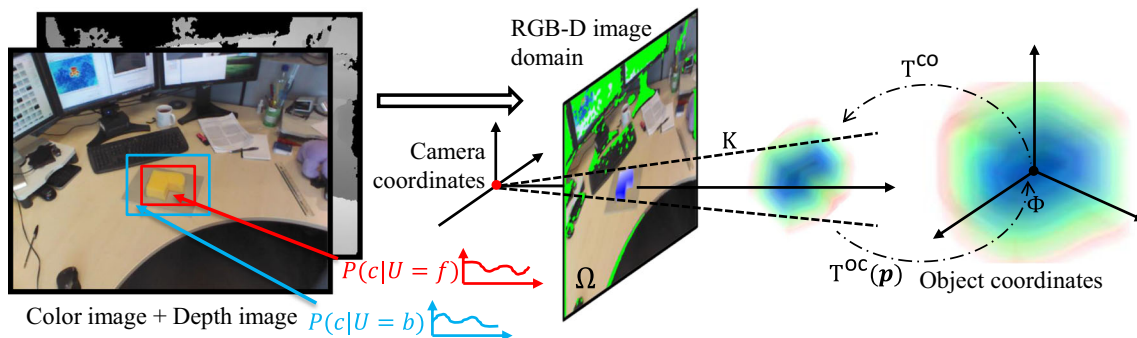 RGB-D image
domain
T^co
K
Camera
coordinates
Φ
Ω
T^oc(p)
Object coordinates
P(c|U = f)
Color image + Depth image
P(c|U = b)